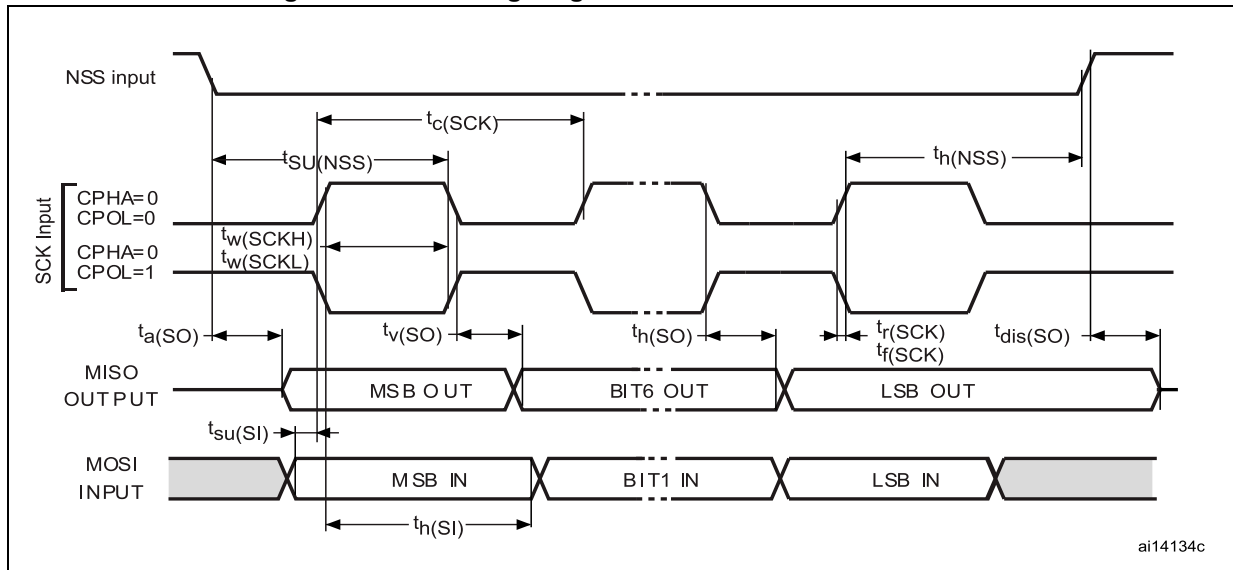 NSS input
tc(SCK)
tSU(NSS)
th(NSS)
SCK Input
CPHA=0
CPOL=0
tw(SCKH)
CPHA=0
tw(SCKL)
CPOL=1
ta(SO)
tv(SO)
th(SO)
tr(SCK)
tf(SCK)
tdis(SO)
MISO
OUTPUT
MSB OUT
BIT6 OUT
LSB OUT
tsu(SI)
MOSI
INPUT
MSB IN
BIT1 IN
LSB IN
th(SI)
ai14134c